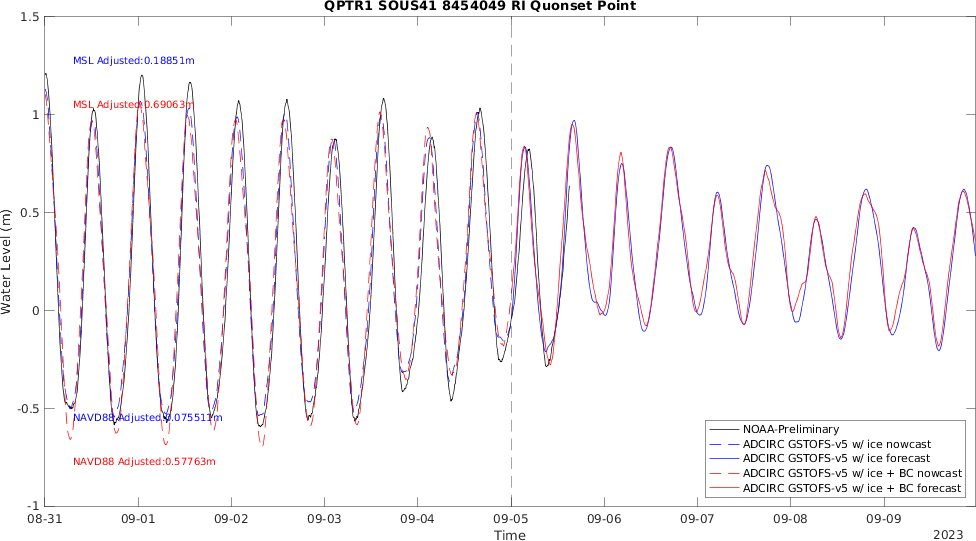 QPTR1 SOUS41 8454049 RI Quonset Point
1.5
MSL Adjusted:0.18851m
MSL Adjusted:0.69063m
1
0.5
Water Level (m)
0
-0.5
NAVD88 Adjusted:0.075511m
NAVD88 Adjusted:0.57763m
-1
NOAA-Preliminary
ADCIRC GSTOFS-v5 w/ ice nowcast
ADCIRC GSTOFS-v5 w/ ice forecast
ADCIRC GSTOFS-v5 w/ ice + BC nowcast
ADCIRC GSTOFS-v5 w/ ice + BC forecast
08-31 09-01 09-02 09-03 09-04 09-05 09-06 09-07 09-08 09-09
Time
2023